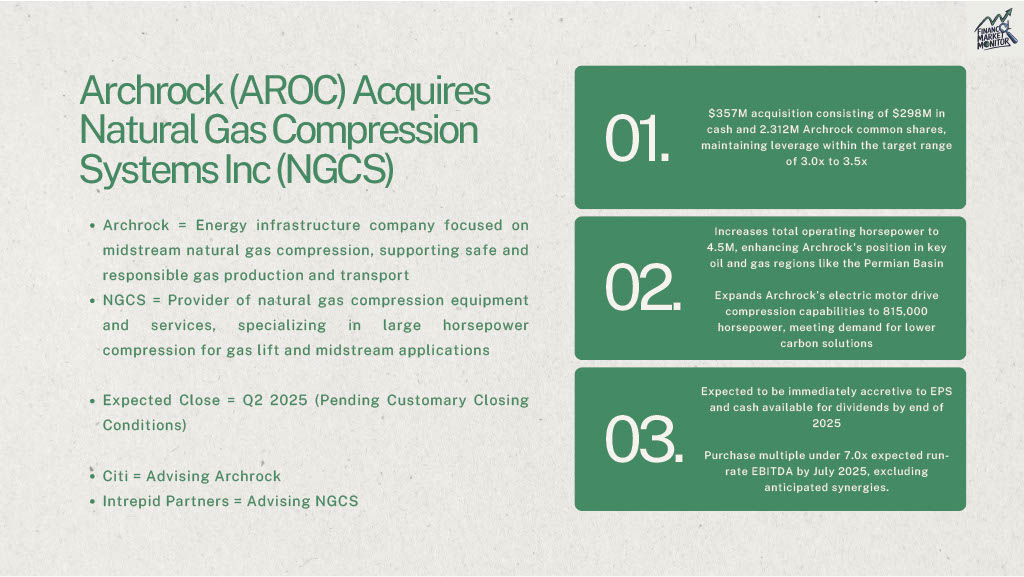 FINANCE
MARKET
MONITOR
Archrock (AROC) Acquires
Natural Gas Compression
Systems Inc (NGCS)
• Archrock = Energy infrastructure company focused on
midstream natural gas compression, supporting safe and
responsible gas production and transport
• NGCS = Provider of natural gas compression equipment
and services, specializing in large horsepower
compression for gas lift and midstream applications
• Expected Close = Q2 2025 (Pending Customary Closing
Conditions)
• Citi = Advising Archrock
• Intrepid Partners = Advising NGCS
01.
$357M acquisition consisting of $298M in
cash and 2.312M Archrock common shares,
maintaining leverage within the target range
of 3.0x to 3.5x
02.
Increases total operating horsepower to
4.5M, enhancing Archrock's position in key
oil and gas regions like the Permian Basin
Expands Archrock's electric motor drive
compression capabilities to 815,000
horsepower, meeting demand for lower
carbon solutions
03.
Expected to be immediately accretive to EPS
and cash available for dividends by end of
2025
Purchase multiple under 7.0x expected run-
rate EBITDA by July 2025, excluding
anticipated synergies.